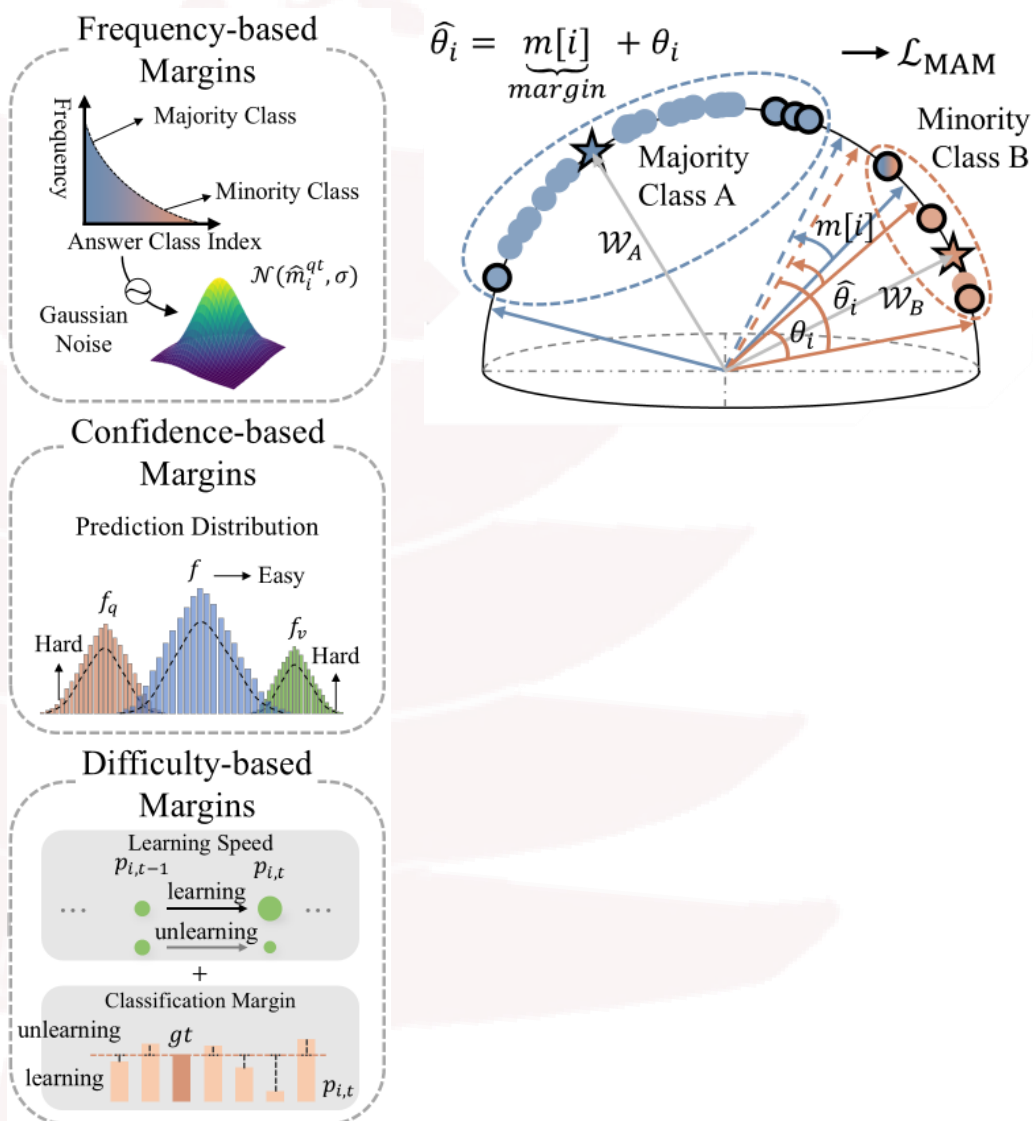 Frequency-based
Margins
Frequency
Majority Class
Minority Class
Answer Class Index
𝒩(m̂ᵢ^{qt}, σ)
Gaussian
Noise
Confidence-based
Margins
Prediction Distribution
f
Easy
f_q
f_v
Hard
Hard
Difficulty-based
Margins
Learning Speed
p_{i,t−1}
p_{i,t}
learning
...
...
unlearning
+
Classification Margin
unlearning
gt
learning
p_{i,t}
θ̂ᵢ = m[i] + θᵢ
margin
ℒ_MAM
Majority
Class A
Minority
Class B
𝒲_A
m[i]
θ̂ᵢ
𝒲_B
θᵢ